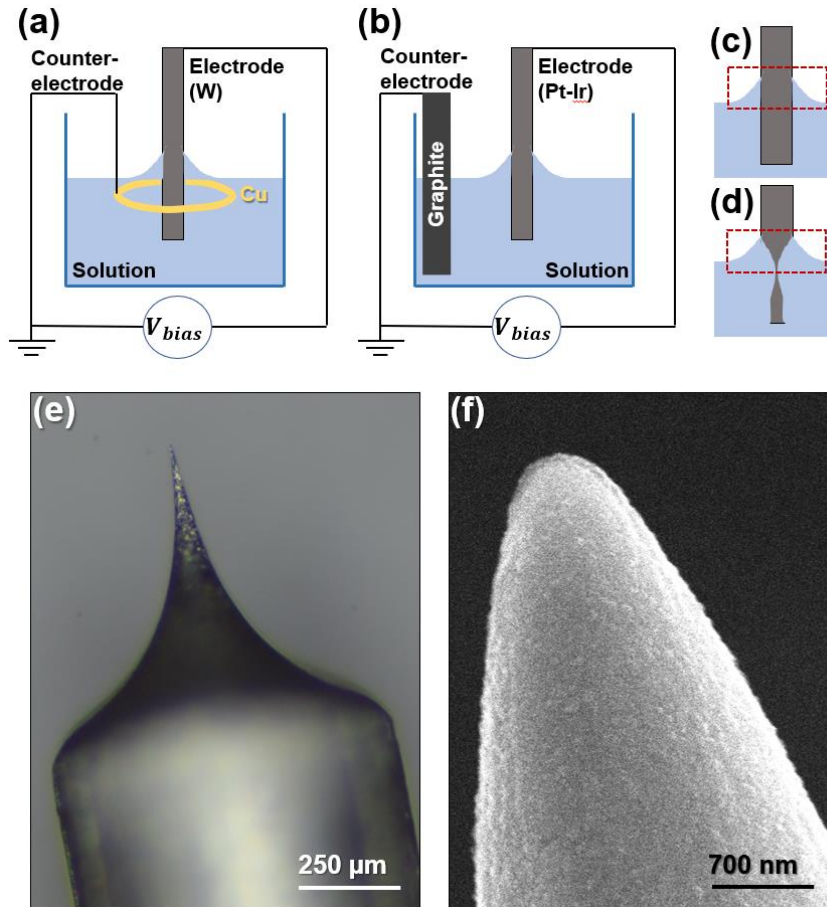 (a)
Counter-
electrode
Electrode
(W)
Cu
Solution
V_bias
(b)
Counter-
electrode
Electrode
(Pt-Ir)
Graphite
Solution
V_bias
(c)
(d)
(e)
250 µm
(f)
700 nm